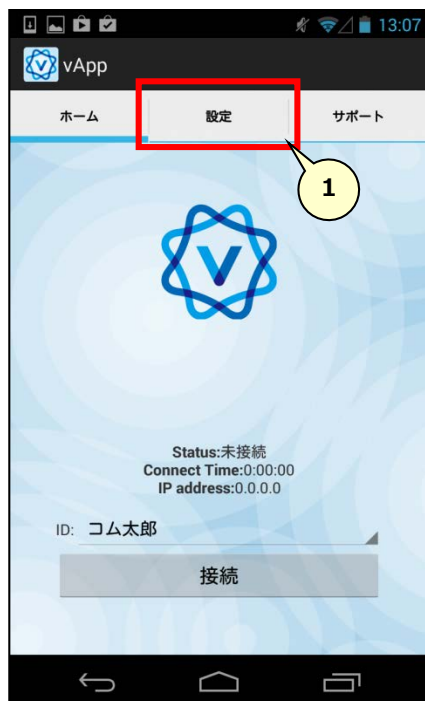 13:07
vApp
ホーム 設定 サポート
1
V
Status:未接続
Connect Time:0:00:00
IP address:0.0.0.0
ID: コム太郎
接続